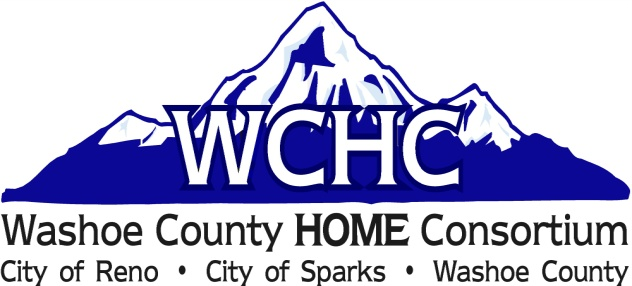 WCHC
Washoe County HOME Consortium
City of Reno • City of Sparks • Washoe County